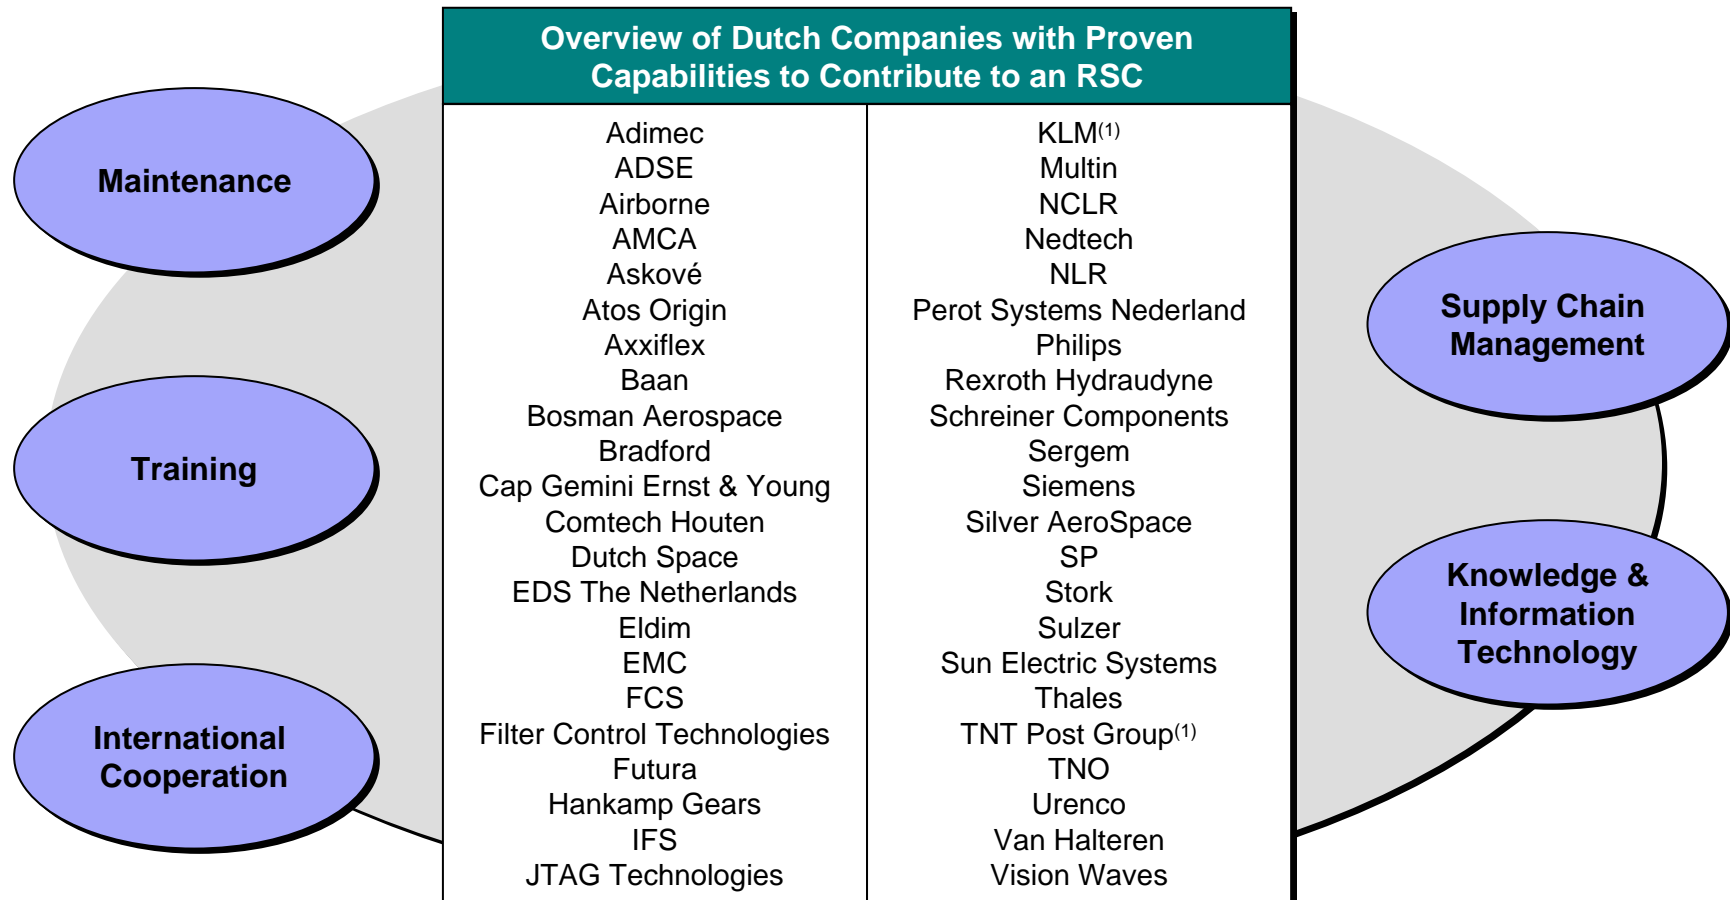 Overview of Dutch Companies with Proven
Capabilities to Contribute to an RSC
Maintenance
Training
International
Cooperation
Adimec
ADSE
Airborne
AMCA
Askové
Atos Origin
Axxiflex
Baan
Bosman Aerospace
Bradford
Cap Gemini Ernst & Young
Comtech Houten
Dutch Space
EDS The Netherlands
Eldim
EMC
FCS
Filter Control Technologies
Futura
Hankamp Gears
IFS
JTAG Technologies
KLM(1)
Multin
NCLR
Nedtech
NLR
Perot Systems Nederland
Philips
Rexroth Hydraudyne
Schreiner Components
Sergem
Siemens
Silver AeroSpace
SP
Stork
Sulzer
Sun Electric Systems
Thales
TNT Post Group(1)
TNO
Urenco
Van Halteren
Vision Waves
Supply Chain
Management
Knowledge &
Information
Technology